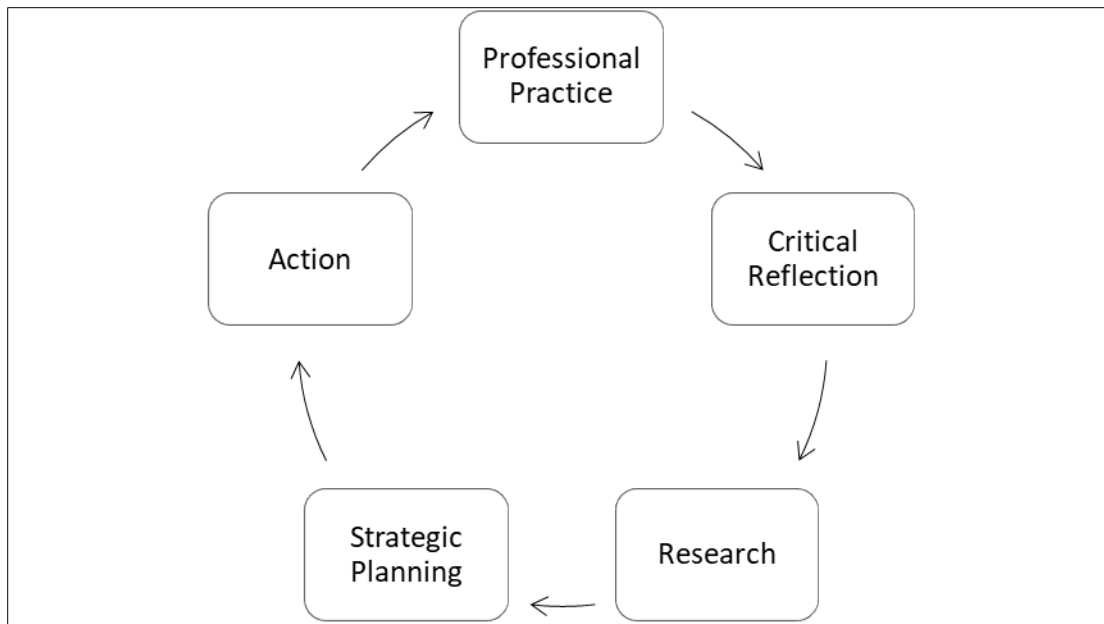 Professional
Practice
Critical
Reflection
Research
Strategic
Planning
Action